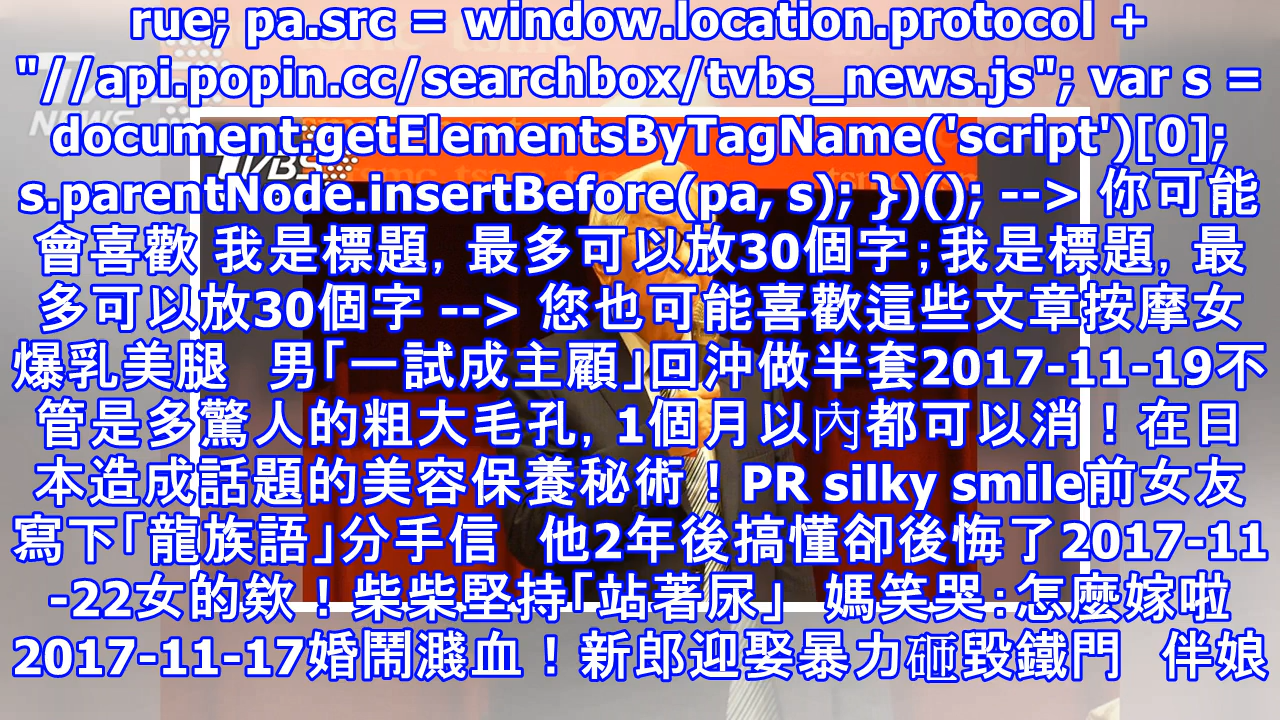 rue; pa.src = window.location.protocol +
"//api.popin.cc/searchbox/tvbs_news.js"; var s =
document.getElementsByTagName('script')[0];
s.parentNode.insertBefore(pa, s); })(); --> 你可能
會喜歡 我是標題，最多可以放30個字；我是標題，最
多可以放30個字 --> 您也可能喜歡這些文章按摩女
爆乳美腿 男「一試成主顧」回沖做半套2017-11-19不
管是多驚人的粗大毛孔，1個月以內都可以消！在日
本造成話題的美容保養秘術！PR silky smile前女友
寫下「龍族語」分手信 他2年後搞懂卻後悔了2017-11
-22女的欸！柴柴堅持「站著尿」 媽笑哭：怎麼嫁啦
2017-11-17婚鬧濺血！新郎迎娶暴力砸毀鐵門 伴娘
TVBS
NEWS
TVBS
tsmc